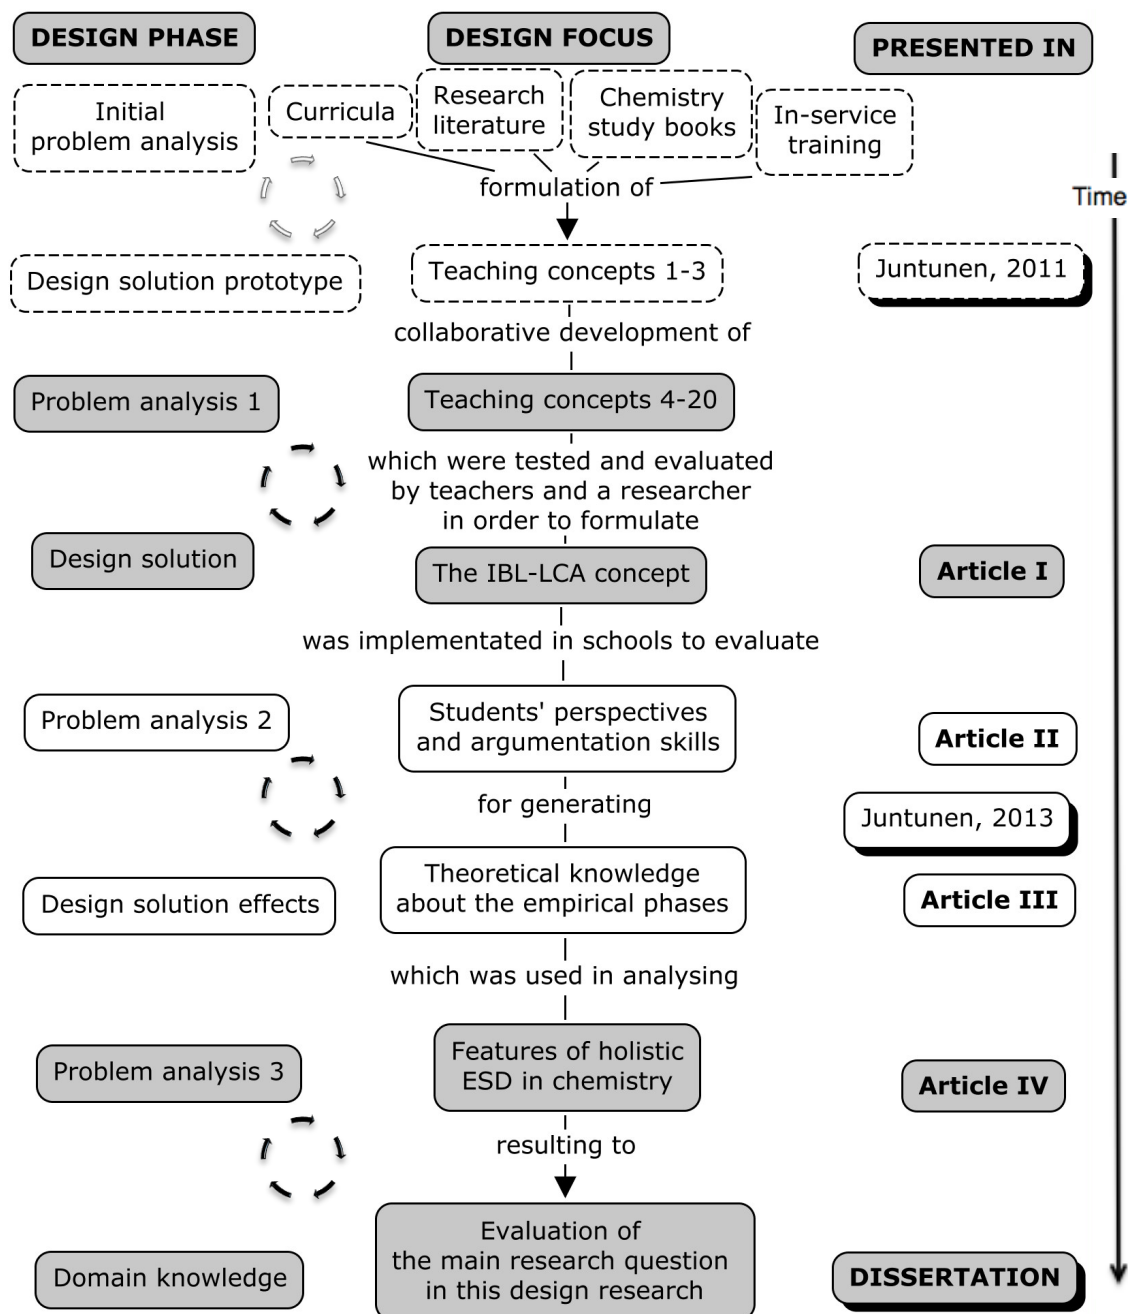 DESIGN PHASE
DESIGN FOCUS
PRESENTED IN
Initial
problem analysis
Curricula
Research
literature
Chemistry
study books
In-service
training
formulation of
Time
Design solution prototype
Teaching concepts 1-3
Juntunen, 2011
collaborative development of
Problem analysis 1
Teaching concepts 4-20
which were tested and evaluated
by teachers and a researcher
in order to formulate
Design solution
The IBL-LCA concept
Article I
was implementated in schools to evaluate
Problem analysis 2
Students' perspectives
and argumentation skills
Article II
for generating
Juntunen, 2013
Design solution effects
Theoretical knowledge
about the empirical phases
Article III
which was used in analysing
Problem analysis 3
Features of holistic
ESD in chemistry
Article IV
resulting to
Domain knowledge
Evaluation of
the main research question
in this design research
DISSERTATION